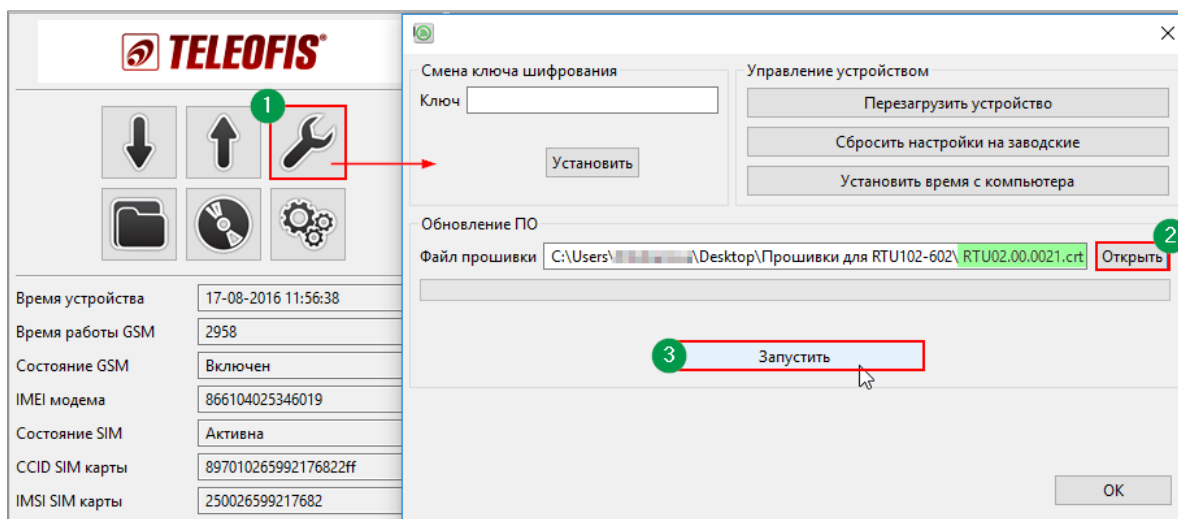 TELEOFIS®
1
Время устройства 17-08-2016 11:56:38
Время работы GSM 2958
Состояние GSM Включен
IMEI модема 866104025346019
Состояние SIM Активна
CCID SIM карты 897010265992176822ff
IMSI SIM карты 250026599217682
Смена ключа шифрования
Ключ
Установить
Управление устройством
Перезагрузить устройство
Сбросить настройки на заводские
Установить время с компьютера
Обновление ПО
2
Файл прошивки C:\Users\ \Desktop\Прошивки для RTU102-602\ RTU02.00.0021.crt Открыть
3 Запустить
OK